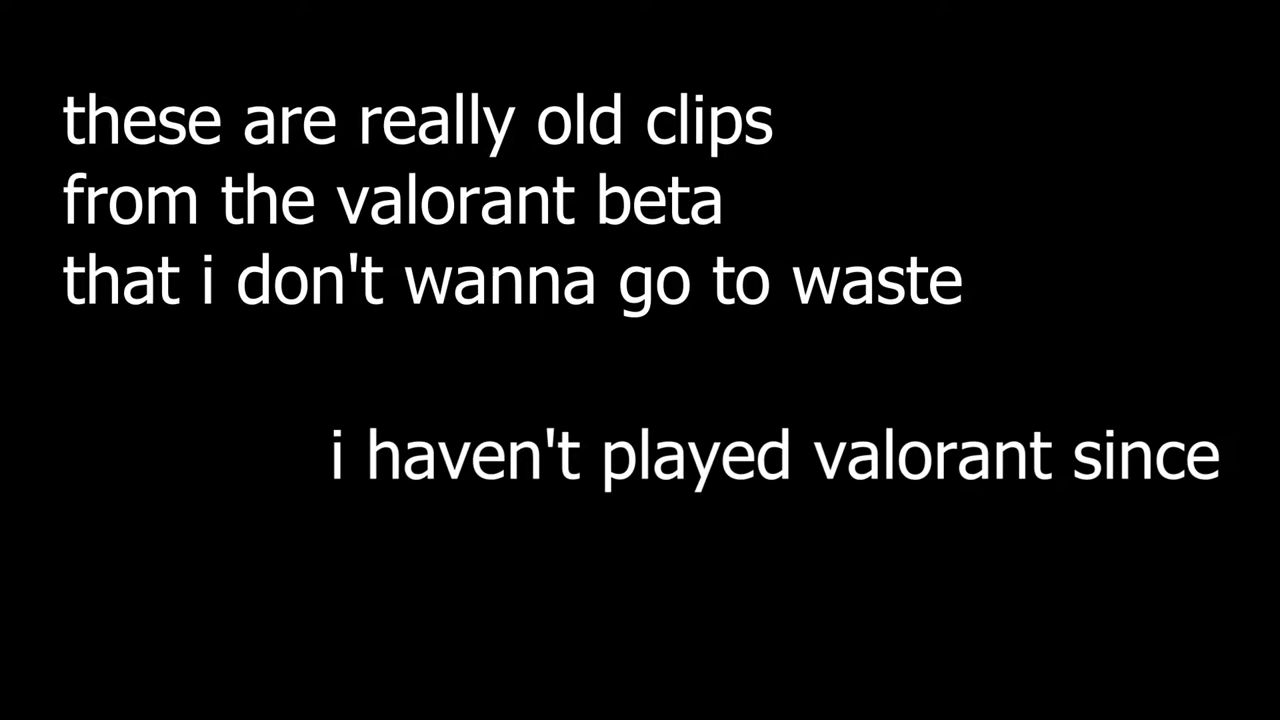 these are really old clips
from the valorant beta
that i don't wanna go to waste
i haven't played valorant since